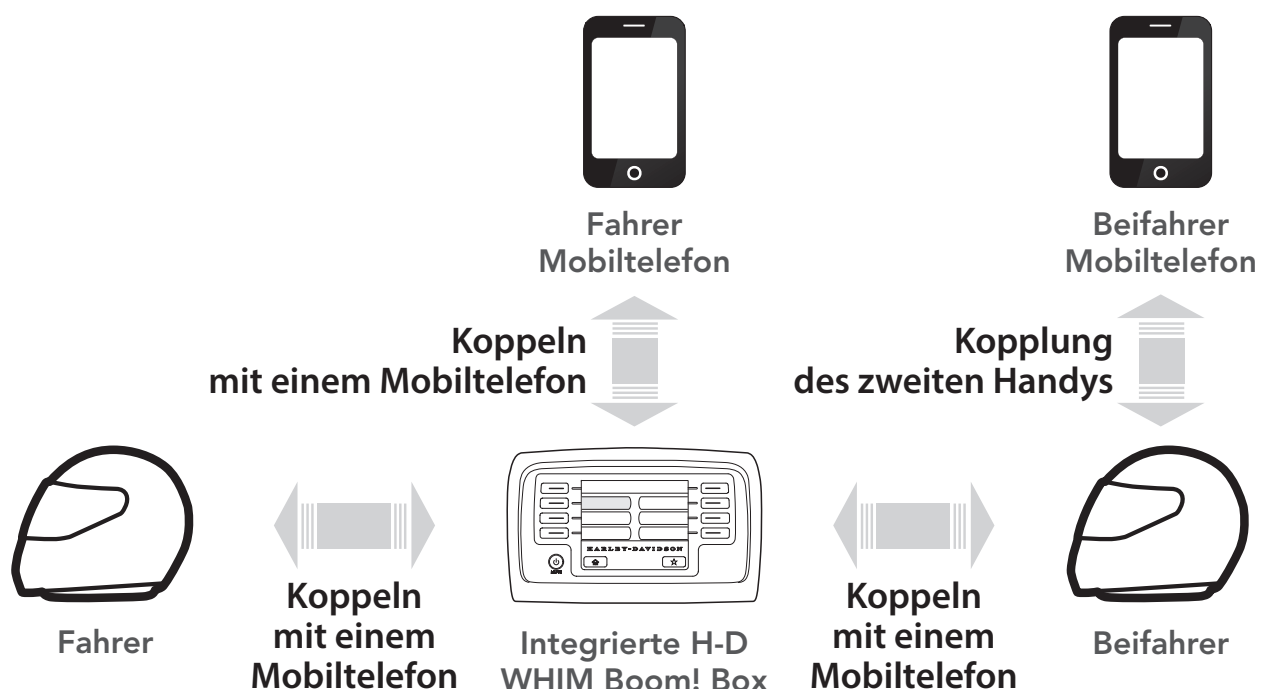 Fahrer
Mobiltelefon
Beifahrer
Mobiltelefon
Koppeln
mit einem Mobiltelefon
Kopplung
des zweiten Handys
HARLEY-DAVIDSON
Fahrer
Koppeln
mit einem
Mobiltelefon
Integrierte H-D
WHIM Boom! Box
Koppeln
mit einem
Mobiltelefon
Beifahrer